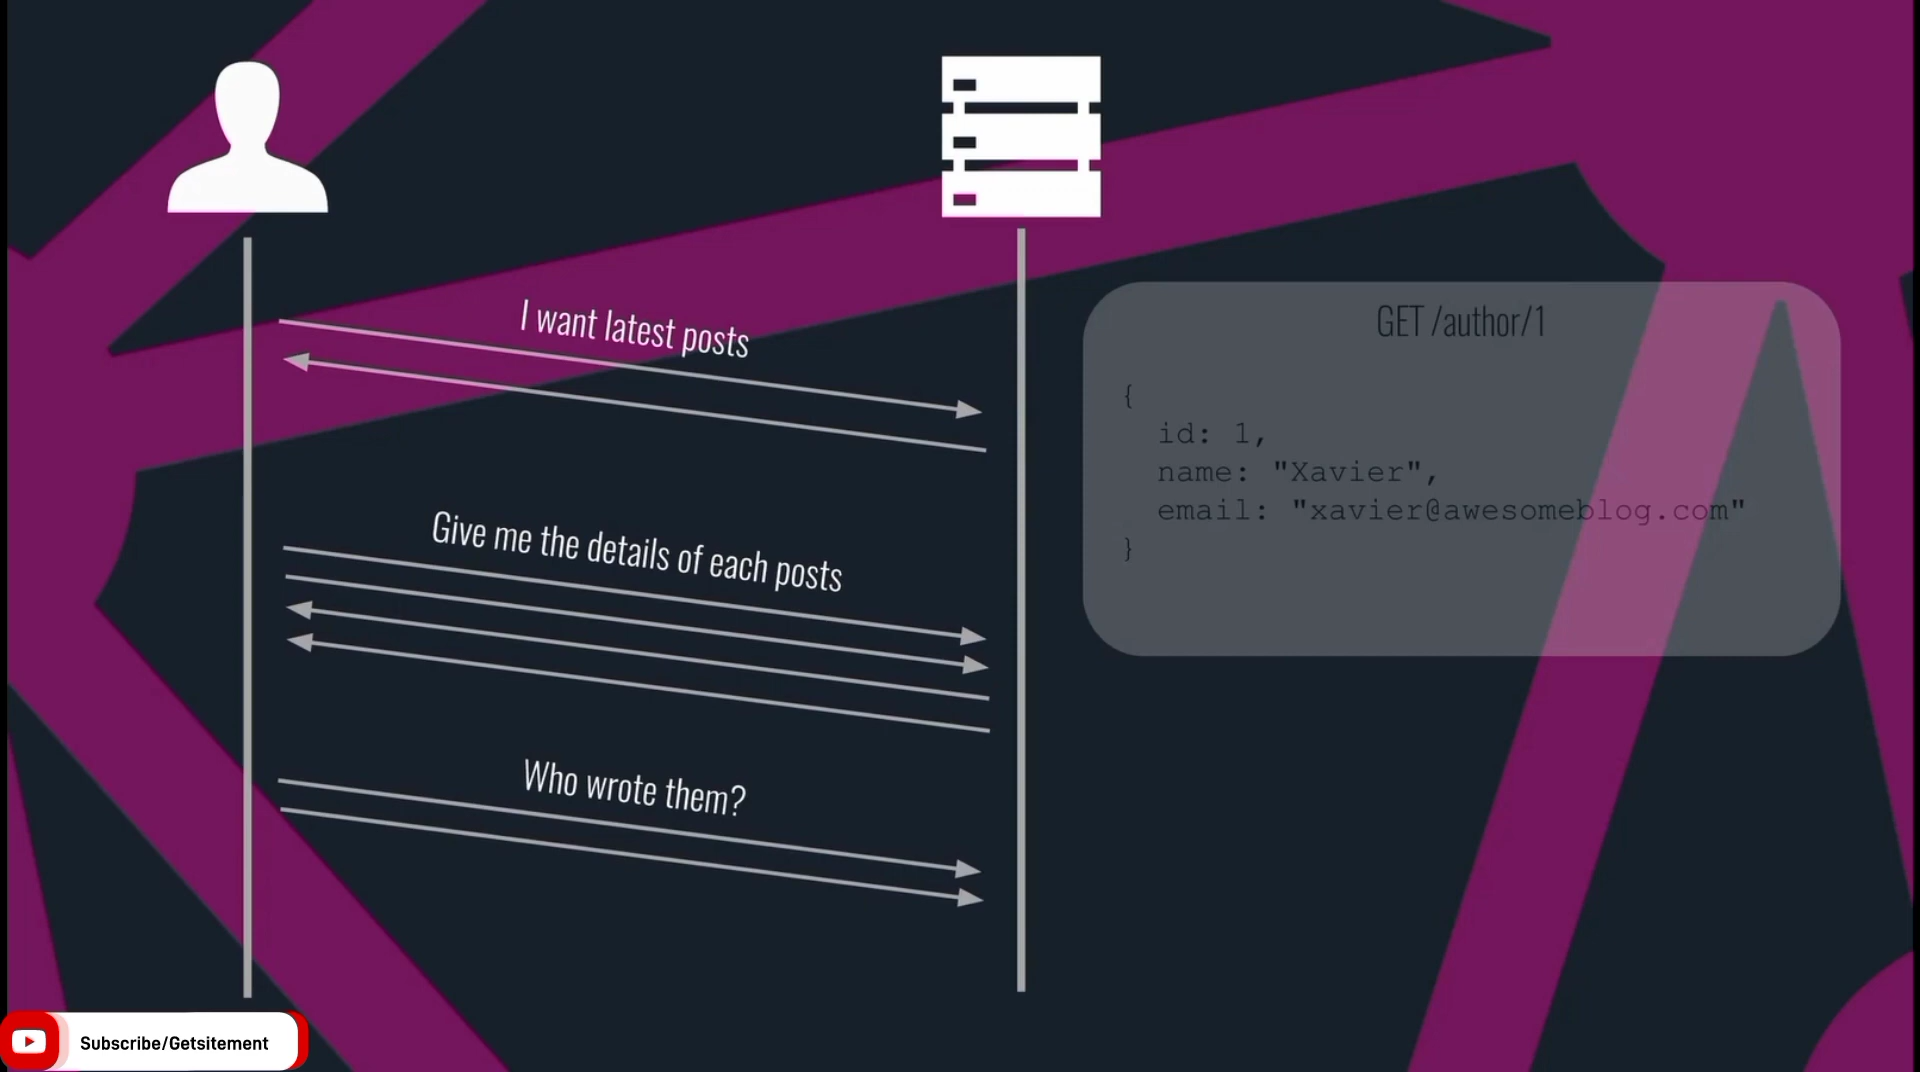 I want latest posts
GET /author/1
{
id: 1,
name: "Xavier",
email: "xavier@awesomeblog.com"
}
Give me the details of each posts
Who wrote them?
Subscribe/Getsitement